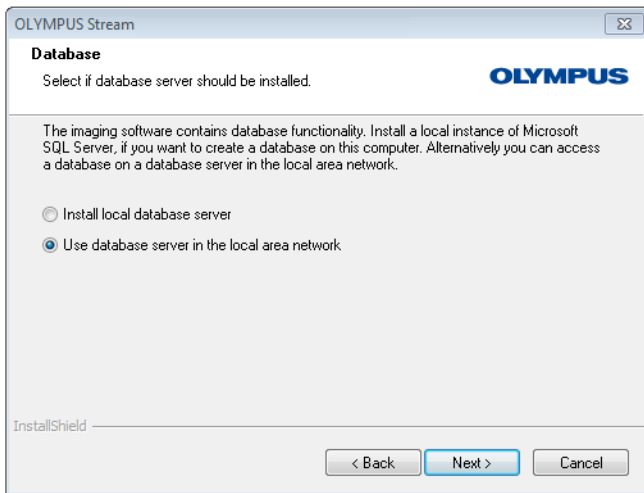 OLYMPUS Stream
Database
Select if database server should be installed.
OLYMPUS
The imaging software contains database functionality. Install a local instance of Microsoft
SQL Server, if you want to create a database on this computer. Alternatively you can access
a database on a database server in the local area network.
Install local database server
Use database server in the local area network
InstallShield
< Back
Next >
Cancel